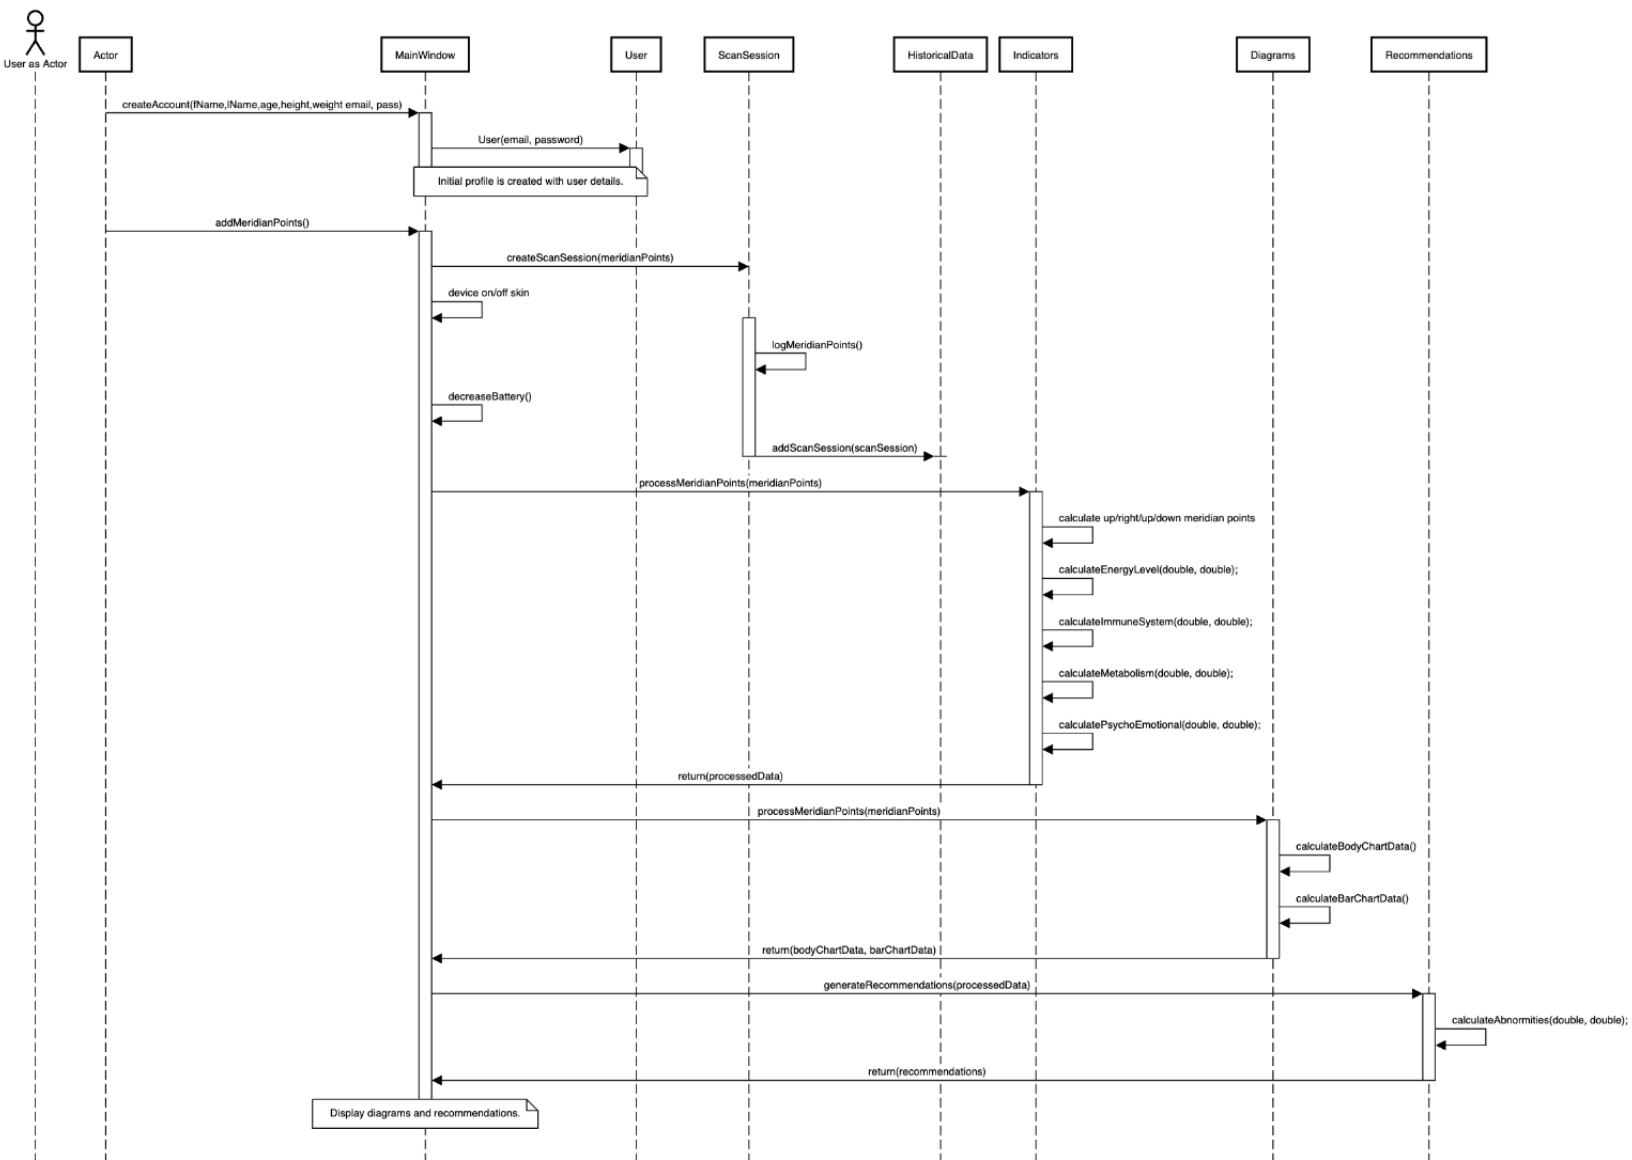 User as Actor
Actor
MainWindow
User
ScanSession
HistoricalData
Indicators
Diagrams
Recommendations
createAccount(fName,lName,age,height,weight email, pass)
User(email, password)
Initial profile is created with user details.
addMeridianPoints()
createScanSession(meridianPoints)
device on/off skin
logMeridianPoints()
decreaseBattery()
addScanSession(scanSession)
processMeridianPoints(meridianPoints)
calculate up/right/up/down meridian points
calculateEnergyLevel(double, double);
calculateImmuneSystem(double, double);
calculateMetabolism(double, double);
calculatePsychoEmotional(double, double);
return(processedData)
processMeridianPoints(meridianPoints)
calculateBodyChartData()
calculateBarChartData()
return(bodyChartData, barChartData)
generateRecommendations(processedData)
calculateAbnormities(double, double);
return(recommendations)
Display diagrams and recommendations.